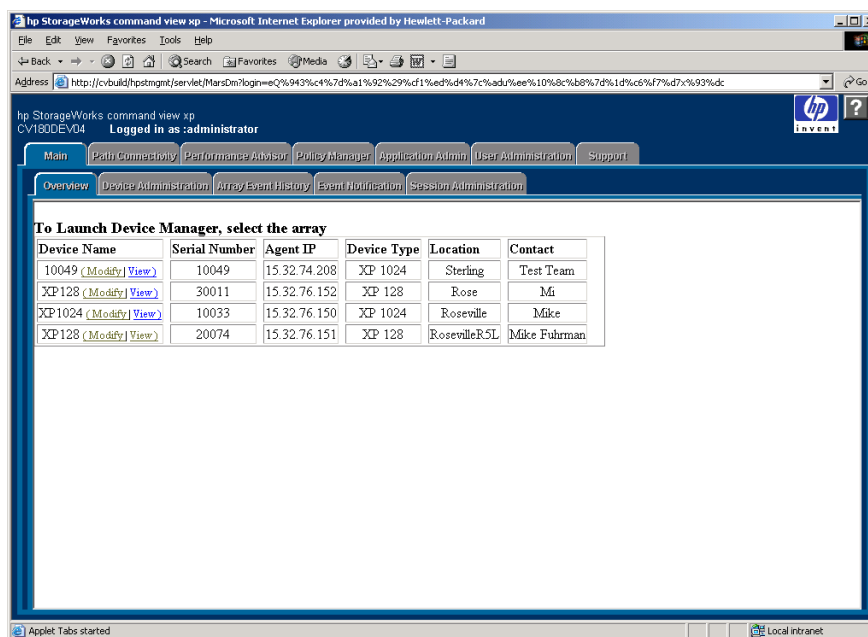 hp StorageWorks command view xp - Microsoft Internet Explorer provided by Hewlett-Packard
File Edit View Favorites Tools Help
Back Search Favorites Media
Address http://cvbuild/hpstmgmt/servlet/MarsDm?login=eQ%943%c4%7d%a1%92%29%cf1%ed%d4%7c%adu%ee%10%8c%b8%7d%1d%c6%f7%d7x%93%dc Go
hp StorageWorks command view xp
CV180DEV04 Logged in as :administrator
hp
invent
?
Main Path Connectivity Performance Advisor Policy Manager Application Admin User Administration Support
Overview Device Administration Array Event History Event Notification Session Administration
To Launch Device Manager, select the array
Device Name Serial Number Agent IP Device Type Location Contact
10049 ( Modify | View ) 10049 15.32.74.208 XP 1024 Sterling Test Team
XP128 ( Modify | View ) 30011 15.32.76.152 XP 128 Rose Mi
XP1024 ( Modify | View ) 10033 15.32.76.150 XP 1024 Roseville Mike
XP128 ( Modify | View ) 20074 15.32.76.151 XP 128 RosevilleR5L Mike Fuhrman
Applet Tabs started Local intranet